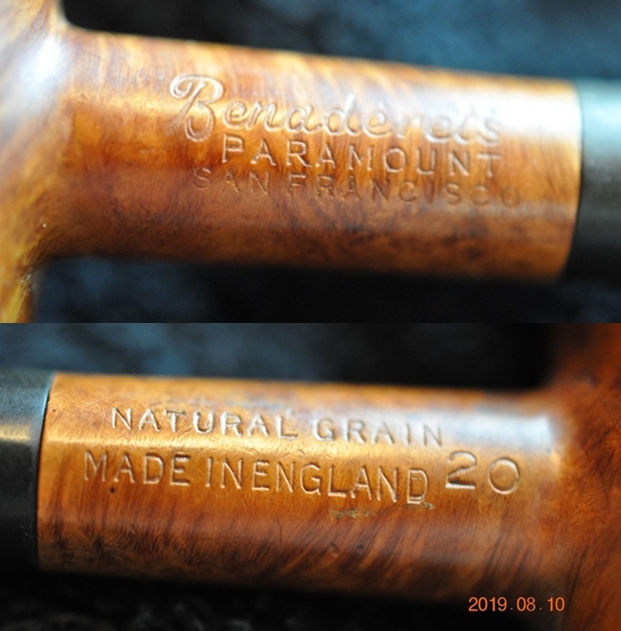 Benaderet's
PARAMOUNT
SAN FRANCISCO
NATURAL GRAIN
MADE IN ENGLAND 20
2019.08.10